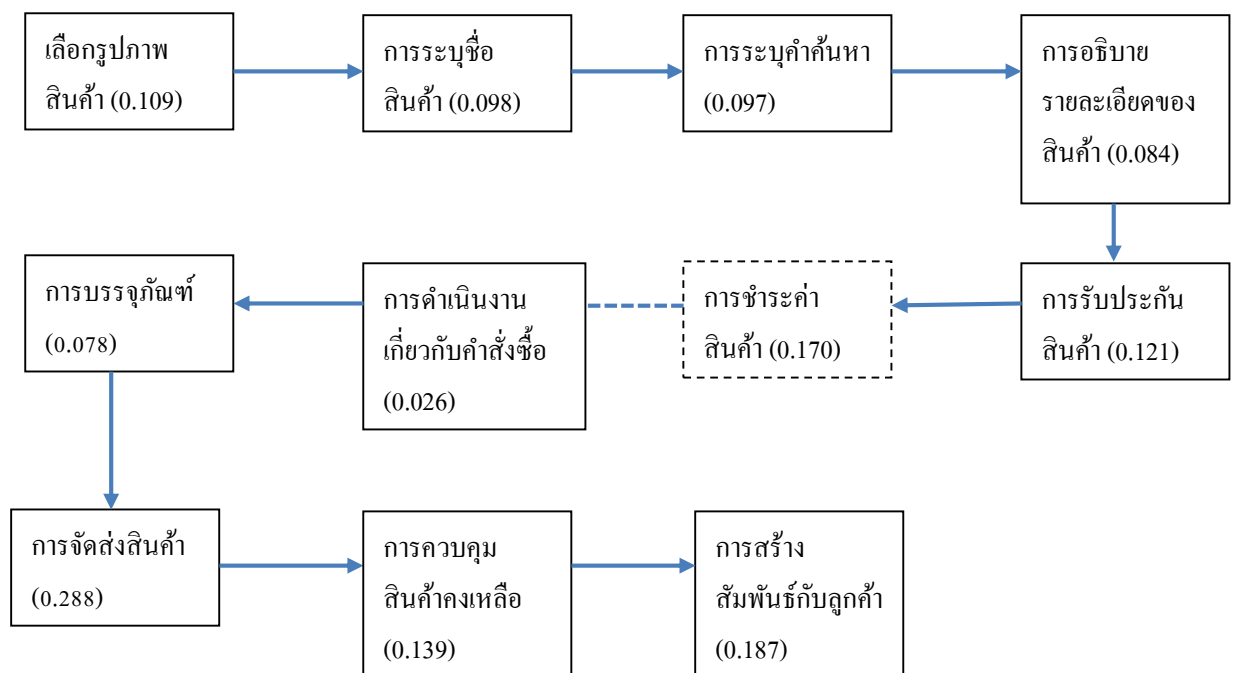 เลือกรูปภาพ
สินค้า (0.109)
การระบุชื่อ
สินค้า (0.098)
การระบุคำค้นหา
(0.097)
การอธิบาย
รายละเอียดของ
สินค้า (0.084)
การรับประกัน
สินค้า (0.121)
การชำระค่า
สินค้า (0.170)
การดำเนินงาน
เกี่ยวกับคำสั่งซื้อ
(0.026)
การบรรจุภัณฑ์
(0.078)
การจัดส่งสินค้า
(0.288)
การควบคุม
สินค้าคงเหลือ
(0.139)
การสร้าง
สัมพันธ์กับลูกค้า
(0.187)